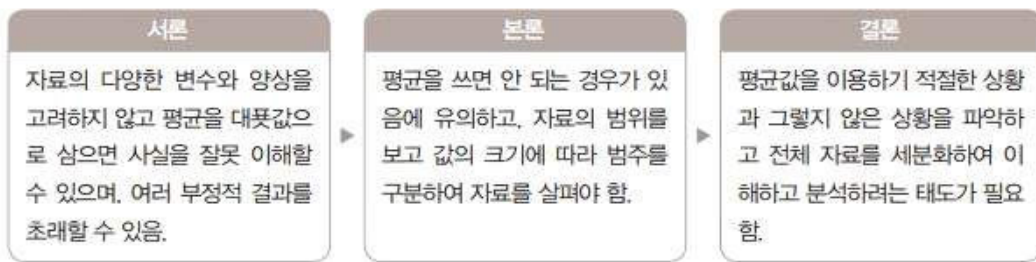 서론
자료의 다양한 변수와 양상을
고려하지 않고 평균을 대푯값으
로 삼으면 사실을 잘못 이해할
수 있으며, 여러 부정적 결과를
초래할 수 있음.
본론
평균을 쓰면 안 되는 경우가 있
음에 유의하고, 자료의 범위를
보고 값의 크기에 따라 범주를
구분하여 자료를 살펴야 함.
결론
평균값을 이용하기 적절한 상황
과 그렇지 않은 상황을 파악하
고 전체 자료를 세분화하여 이
해하고 분석하려는 태도가 필요
함.